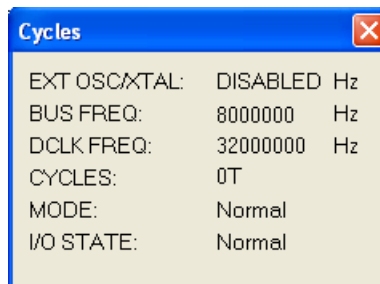 Cycles
EXT OSC/XTAL: DISABLED Hz
BUS FREQ: 8000000 Hz
DCLK FREQ: 32000000 Hz
CYCLES: 0T
MODE: Normal
I/O STATE: Normal